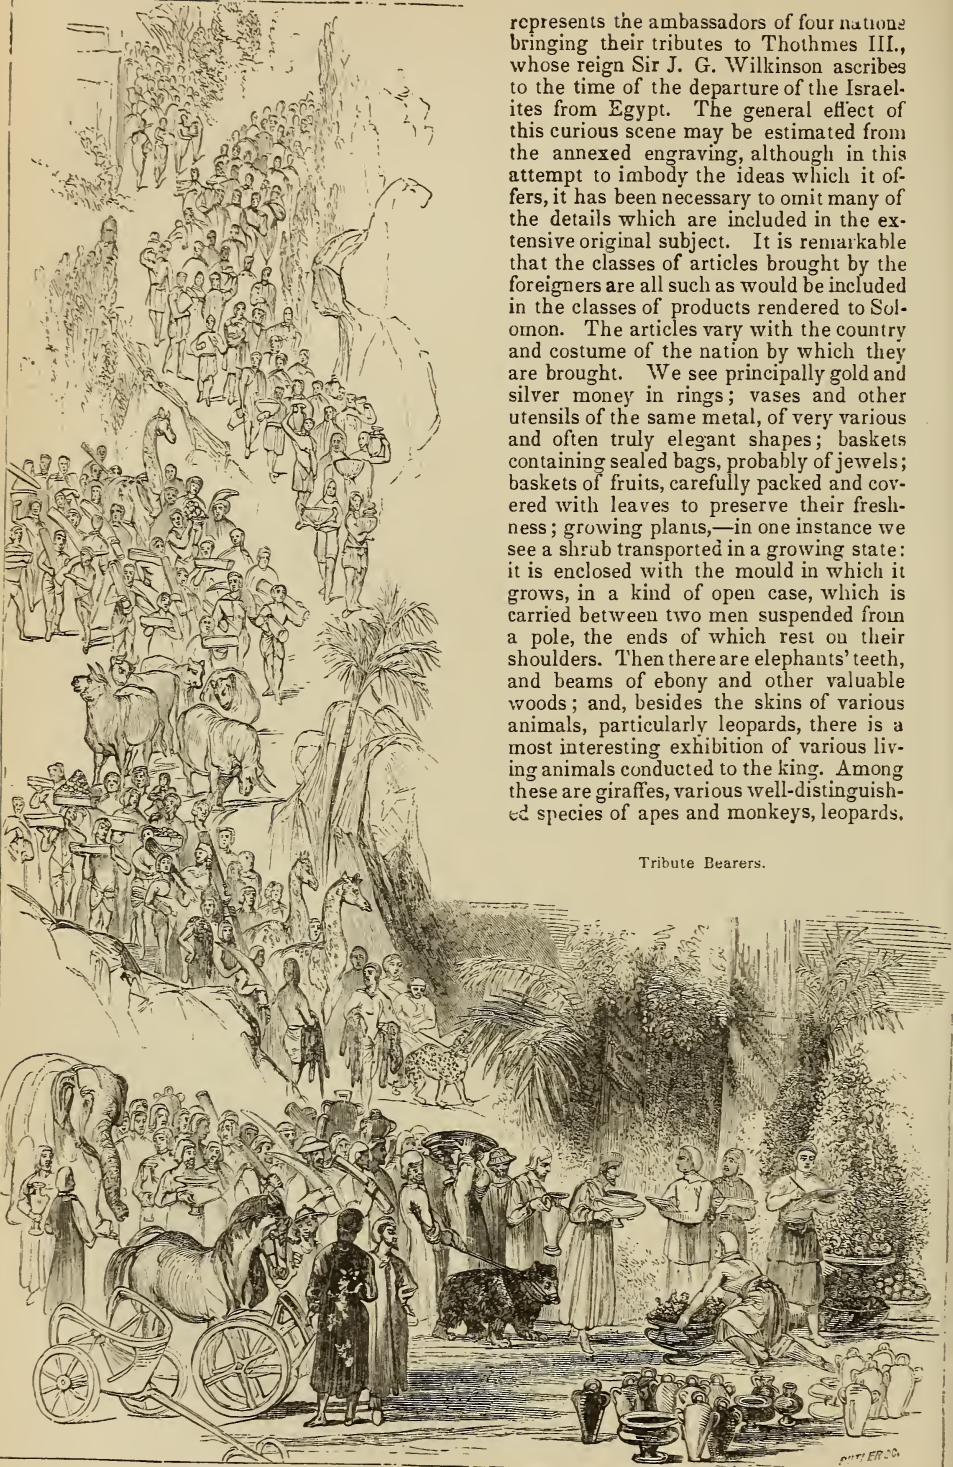 represents the ambassadors of four nations
bringing their tributes to Thothmes III.,
whose reign Sir J. G. Wilkinson ascribes
to the time of the departure of the Israel-
ites from Egypt. The general effect of
this curious scene may be estimated from
the annexed engraving, although in this
attempt to imbody the ideas which it of-
fers, it has been necessary to omit many of
the details which are included in the ex-
tensive original subject. It is remarkable
that the classes of articles brought by the
foreigners are all such as would be included
in the classes of products rendered to Sol-
omon. The articles vary with the country
and costume of the nation by which they
are brought. We see principally gold and
silver money in rings; vases and other
utensils of the same metal, of very various
and often truly elegant shapes; baskets
containing sealed bags, probably of jewels;
baskets of fruits, carefully packed and cov-
ered with leaves to preserve their fresh-
ness; growing plants,—in one instance we
see a shrub transported in a growing state:
it is enclosed with the mould in which it
grows, in a kind of open case, which is
carried between two men suspended from
a pole, the ends of which rest on their
shoulders. Then there are elephants' teeth,
and beams of ebony and other valuable
woods; and, besides the skins of various
animals, particularly leopards, there is a
most interesting exhibition of various liv-
ing animals conducted to the king. Among
these are giraffes, various well-distinguish-
ed species of apes and monkeys, leopards,
Tribute Bearers.